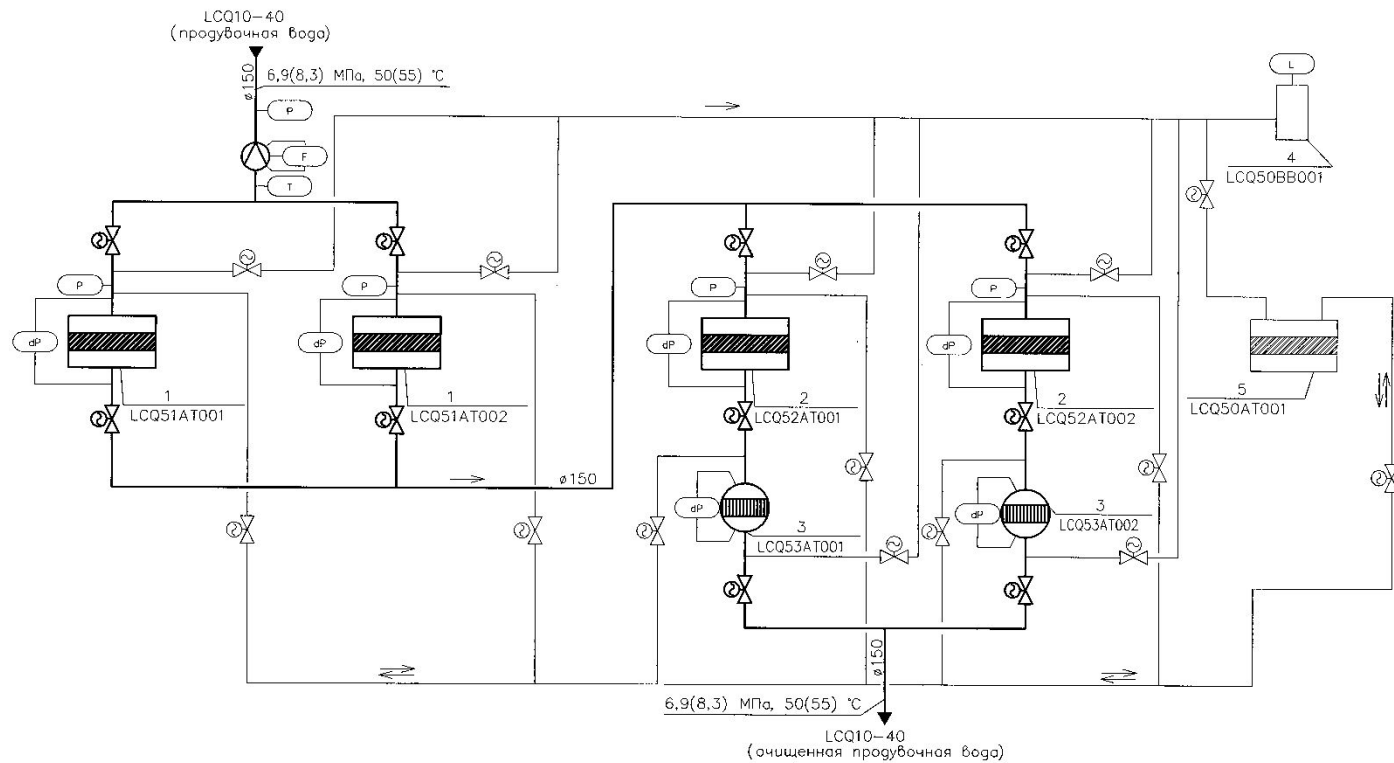 LCQ10-40
(продувочная вода)
ø150
6,9(8,3) МПа, 50(55) °C
P
F
T
L
4
LCQ50BB001
P
P
P
P
dP
dP
dP
dP
1
LCQ51AT001
1
LCQ51AT002
2
LCQ52AT001
2
LCQ52AT002
5
LCQ50AT001
ø150
dP
dP
3
LCQ53AT001
3
LCQ53AT002
ø150
6,9(8,3) МПа, 50(55) °C
LCQ10-40
(очищенная продувочная вода)